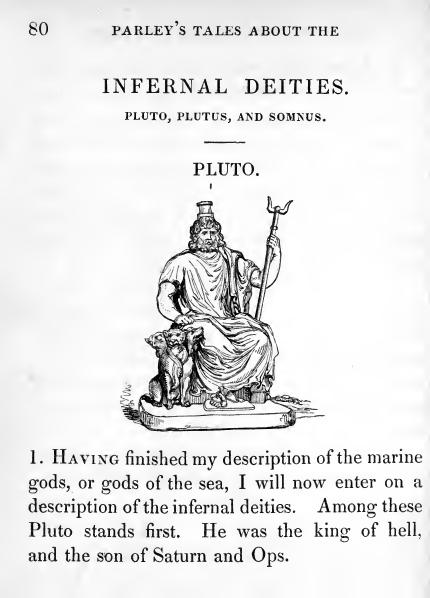 80 PARLEY'S TALES ABOUT THE
INFERNAL DEITIES.
PLUTO, PLUTUS, AND SOMNUS.
PLUTO.
1. HAVING finished my description of the marine
gods, or gods of the sea, I will now enter on a
description of the infernal deities. Among these
Pluto stands first. He was the king of hell,
and the son of Saturn and Ops.